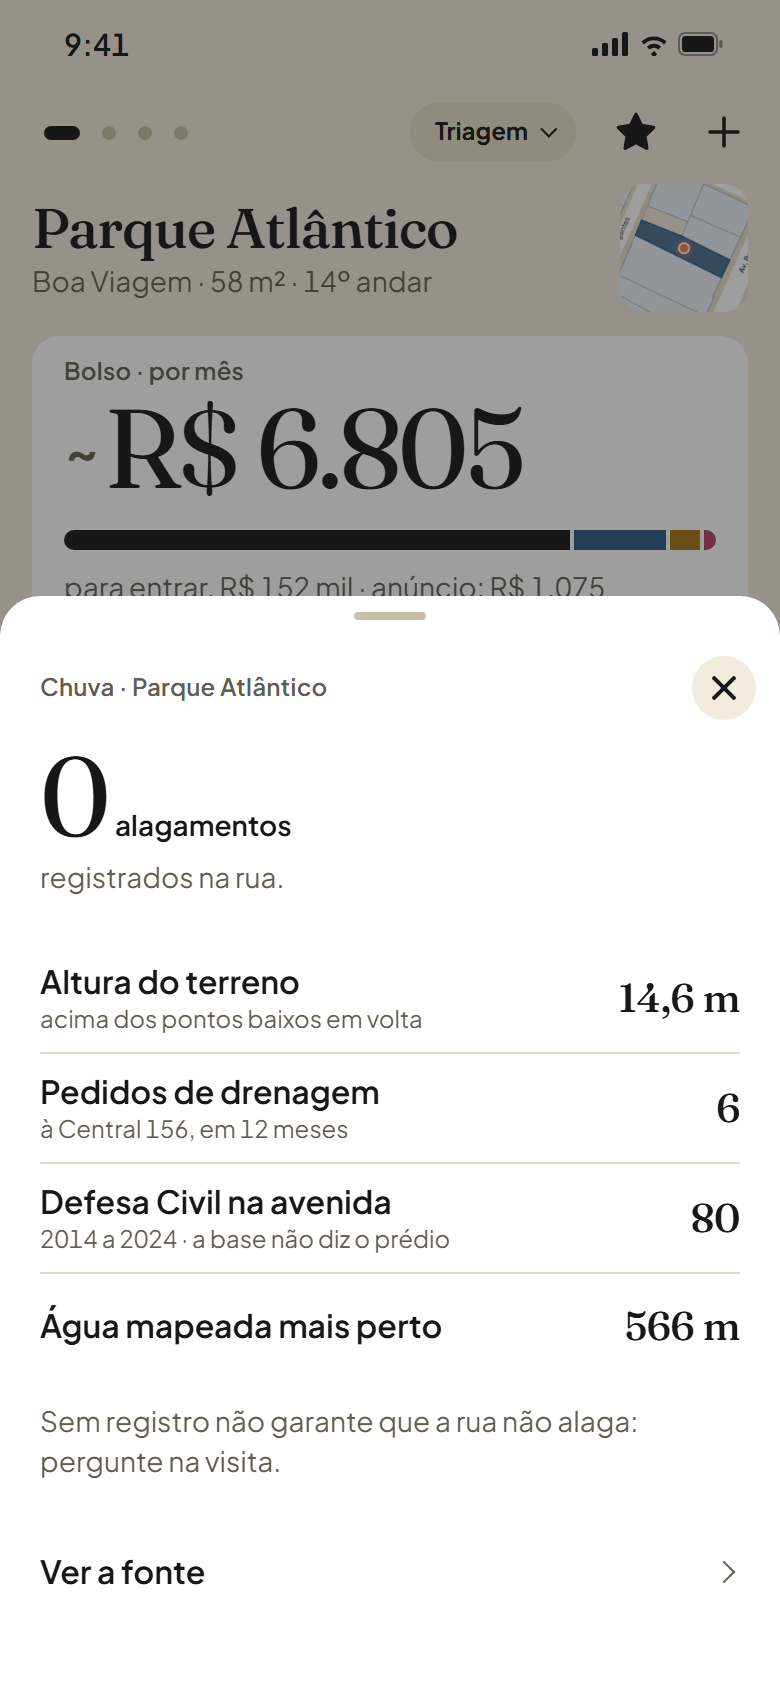 9:41
Triagem
Parque Atlântico
Boa Viagem · 58 m² · 14º andar
Bolso · por mês
~R$ 6.805
para entrar, R$ 152 mil · anúncio: R$ 1.075
Chuva · Parque Atlântico
0 alagamentos
registrados na rua.
Altura do terreno
acima dos pontos baixos em volta
14,6 m
Pedidos de drenagem
à Central 156, em 12 meses
6
Defesa Civil na avenida
2014 a 2024 · a base não diz o prédio
80
Água mapeada mais perto
566 m
Sem registro não garante que a rua não alaga:
pergunte na visita.
Ver a fonte